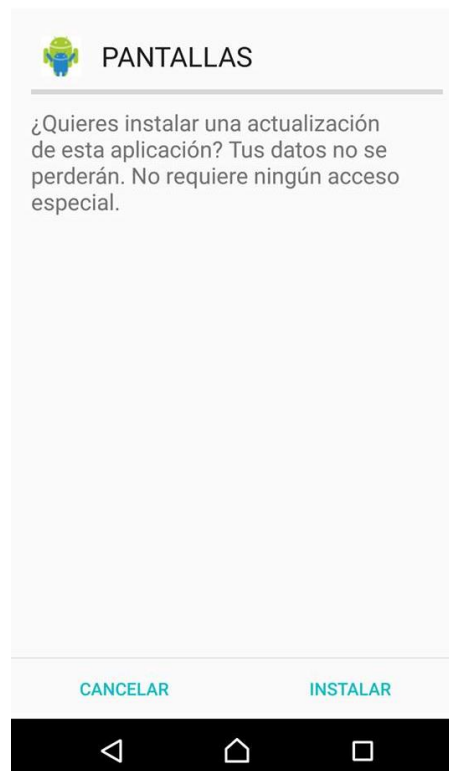 PANTALLAS
¿Quieres instalar una actualización
de esta aplicación? Tus datos no se
perderán. No requiere ningún acceso
especial.
CANCELAR
INSTALAR